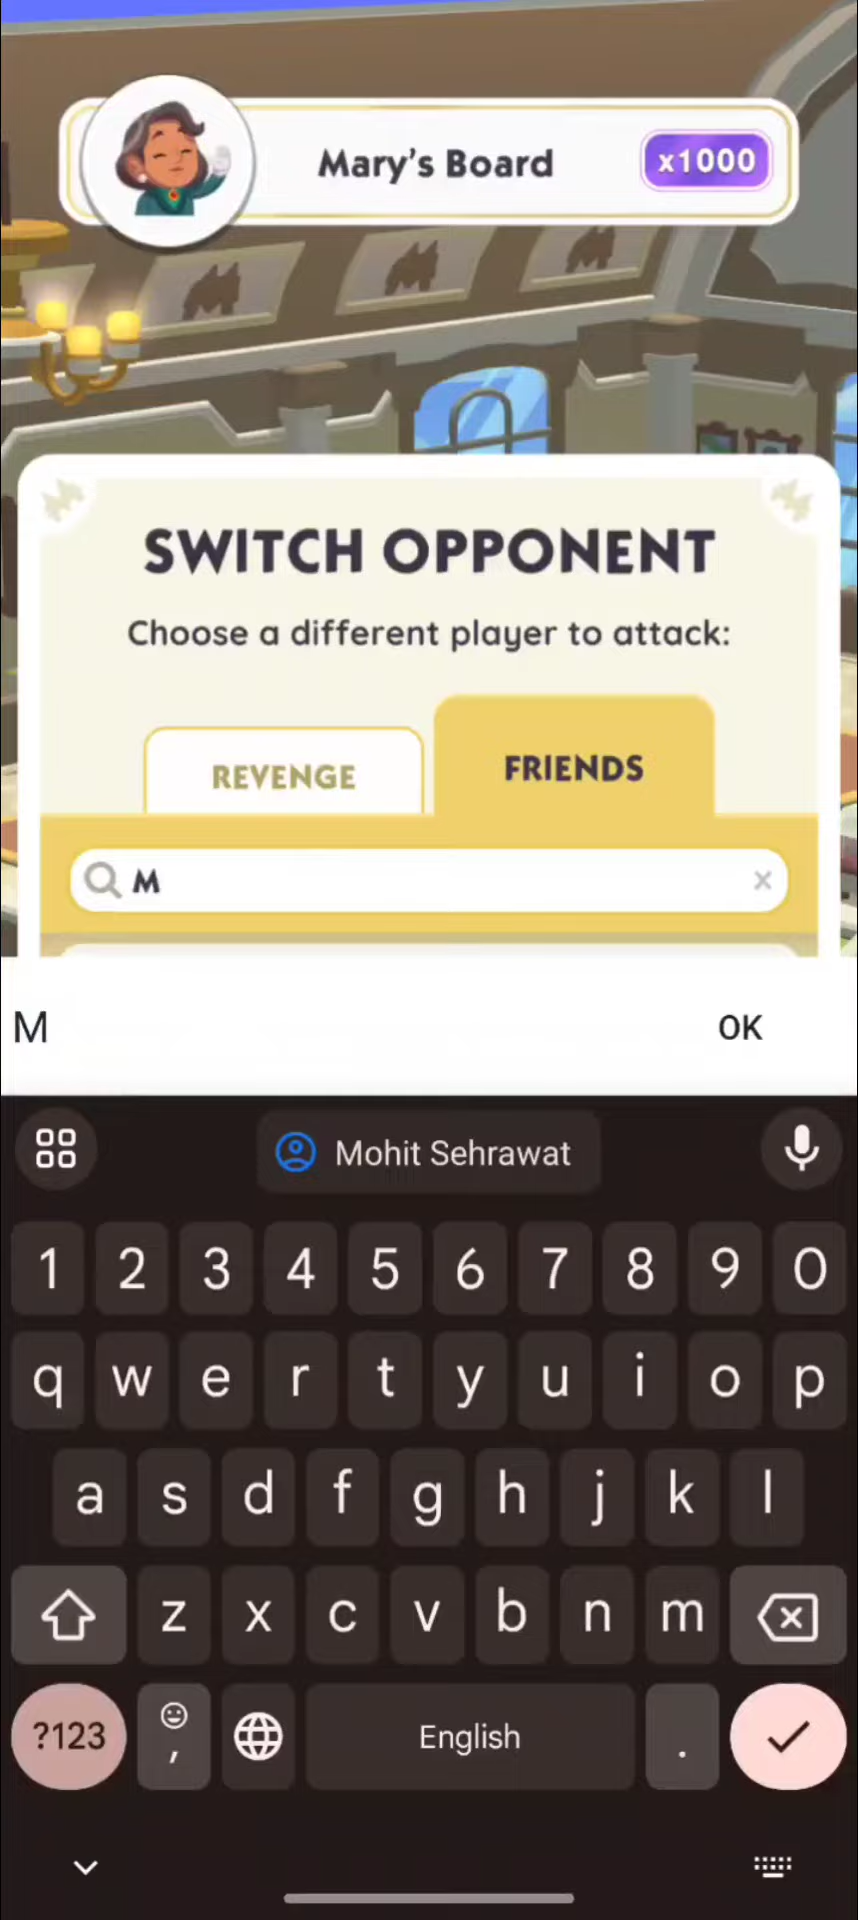 Mary's Board
x1000
SWITCH OPPONENT
Choose a different player to attack:
REVENGE
FRIENDS
M
M
OK
Mohit Sehrawat
1 2 3 4 5 6 7 8 9 0
q w e r t y u i o p
a s d f g h j k l
z x c v b n m
?123 , English .